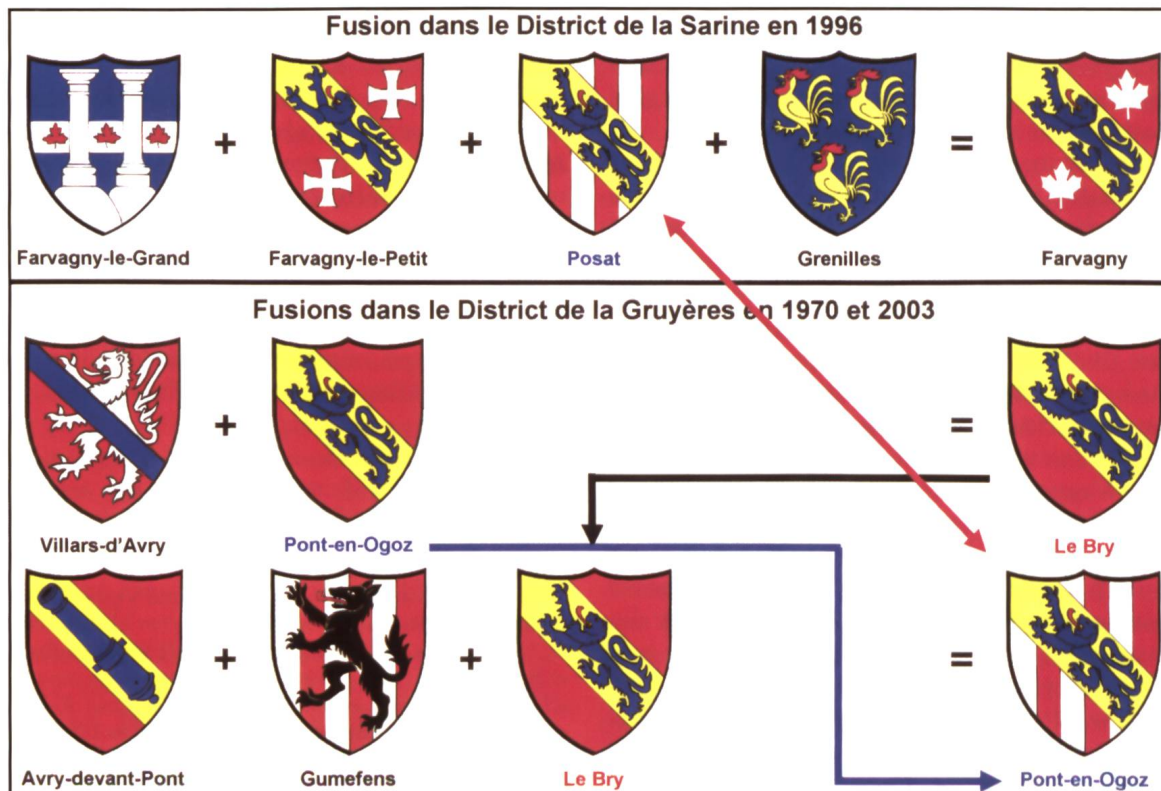 Fusion dans le District de la Sarine en 1996
+ + + =
Farvagny-le-Grand Farvagny-le-Petit Posat Grenilles Farvagny
Fusions dans le District de la Gruyères en 1970 et 2003
+ =
Villars-d'Avry Pont-en-Ogoz Le Bry
+ + =
Avry-devant-Pont Gumefens Le Bry Pont-en-Ogoz